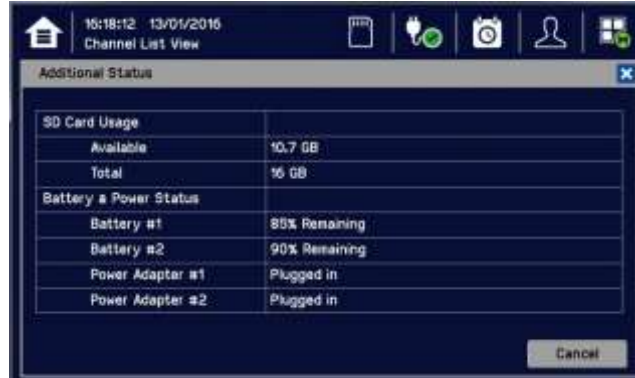 16:18:12 13/01/2016
Channel List View
Additional Status
SD Card Usage
Available 10.7 GB
Total 16 GB
Battery & Power Status
Battery #1 85% Remaining
Battery #2 90% Remaining
Power Adapter #1 Plugged in
Power Adapter #2 Plugged in
Cancel